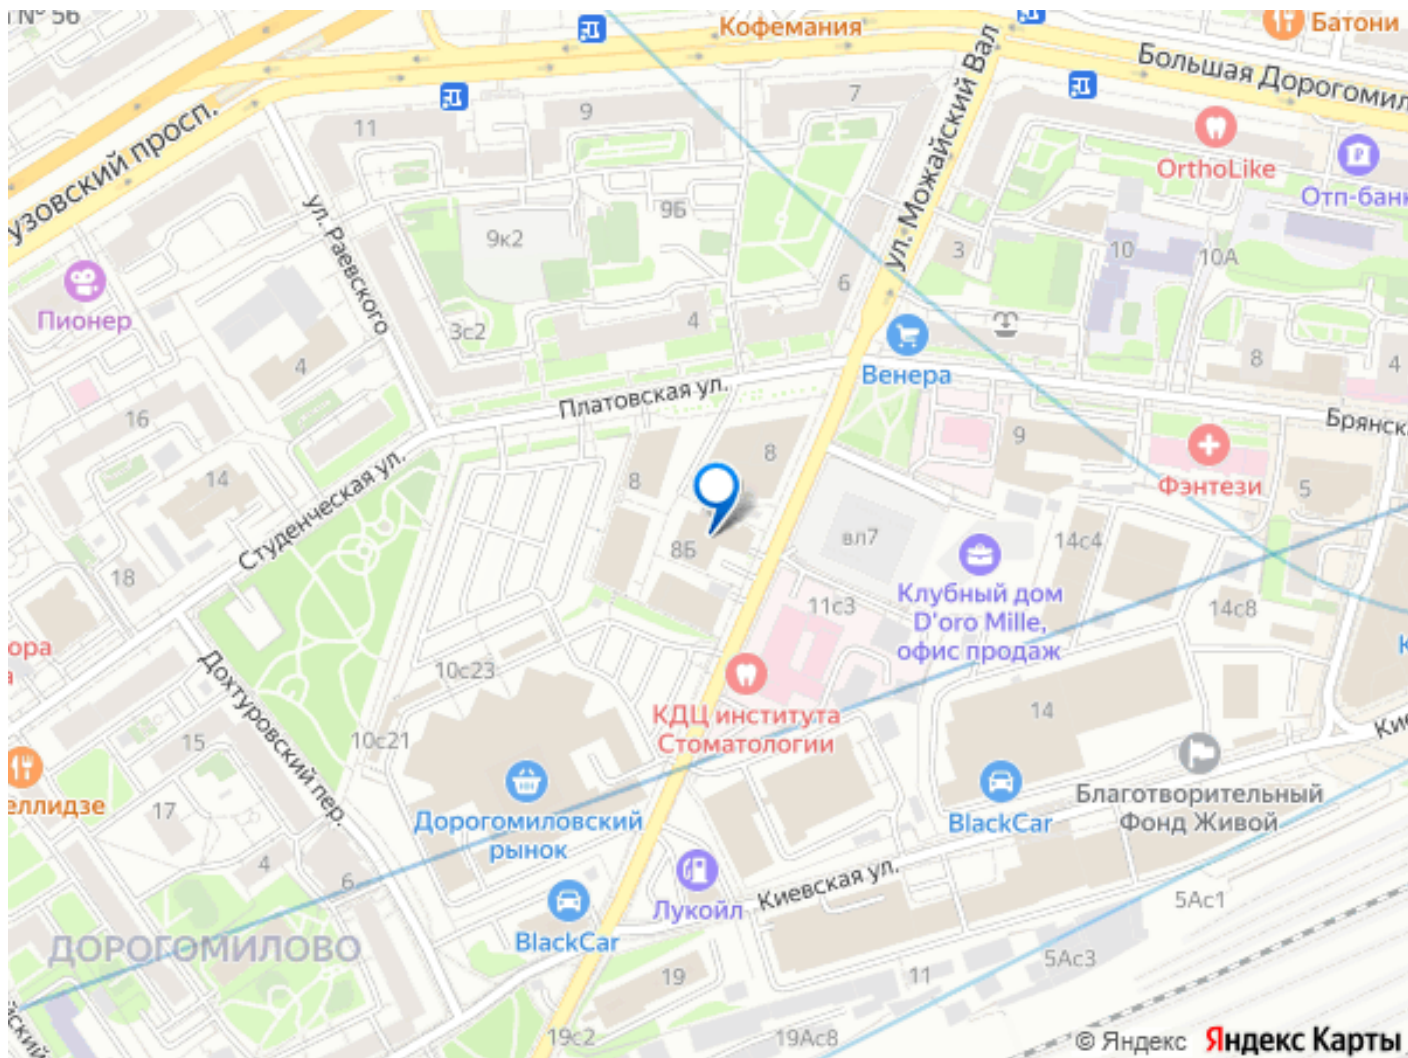 № 56
Кофемания
Батони
ул. Можайский Вал
Большая Дорогомил
узовский просп.
11
9
7
OrthoLike
Отп-банк
ул. Раевского
9к2
9Б
3
10
10А
Пионер
3с2
4
6
4
Венера
8
4
16
Платовская ул.
Брянска
14
Студенческая ул.
8
8
9
Фэнтези
5
18
8Б
вл7
14с4
Клубный дом
D'oro Mille,
офис продаж
11с3
14с8
ора
а
Дохтуровский пер.
10с23
КДЦ института
Стоматологии
14
15
10с21
Кие
еллидзе
17
Дорогомиловский
рынок
BlackCar
Благотворительный
Фонд Живой
4
6
Лукойл
Киевская ул.
5Ас1
ДОРОГОМИЛОВО
BlackCar
19
11
5Ас3
йский
19с2
19Ас8
© Яндекс Яндекс Карты